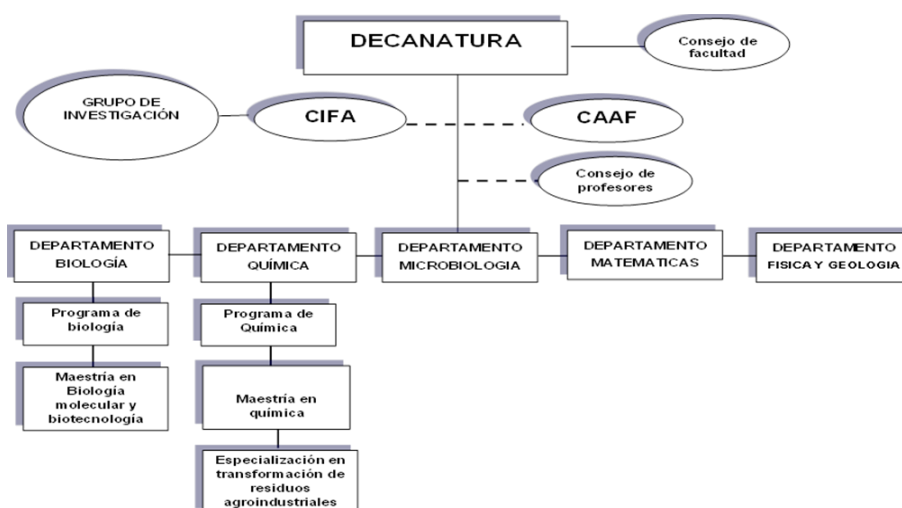 DECANATURA
Consejo de
facultad
GRUPO DE
INVESTIGACIÓN
CIFA
CAAF
Consejo de
profesores
DEPARTAMENTO
BIOLOGÍA
DEPARTAMENTO
QUÍMICA
DEPARTAMENTO
MICROBIOLOGIA
DEPARTAMENTO
MATEMATICAS
DEPARTAMENTO
FISICA Y GEOLOGIA
Programa de
biología
Programa de
Química
Maestría en
Biología
molecular y
biotecnología
Maestría en
química
Especialización en
transformación de
residuos
agroindustriales